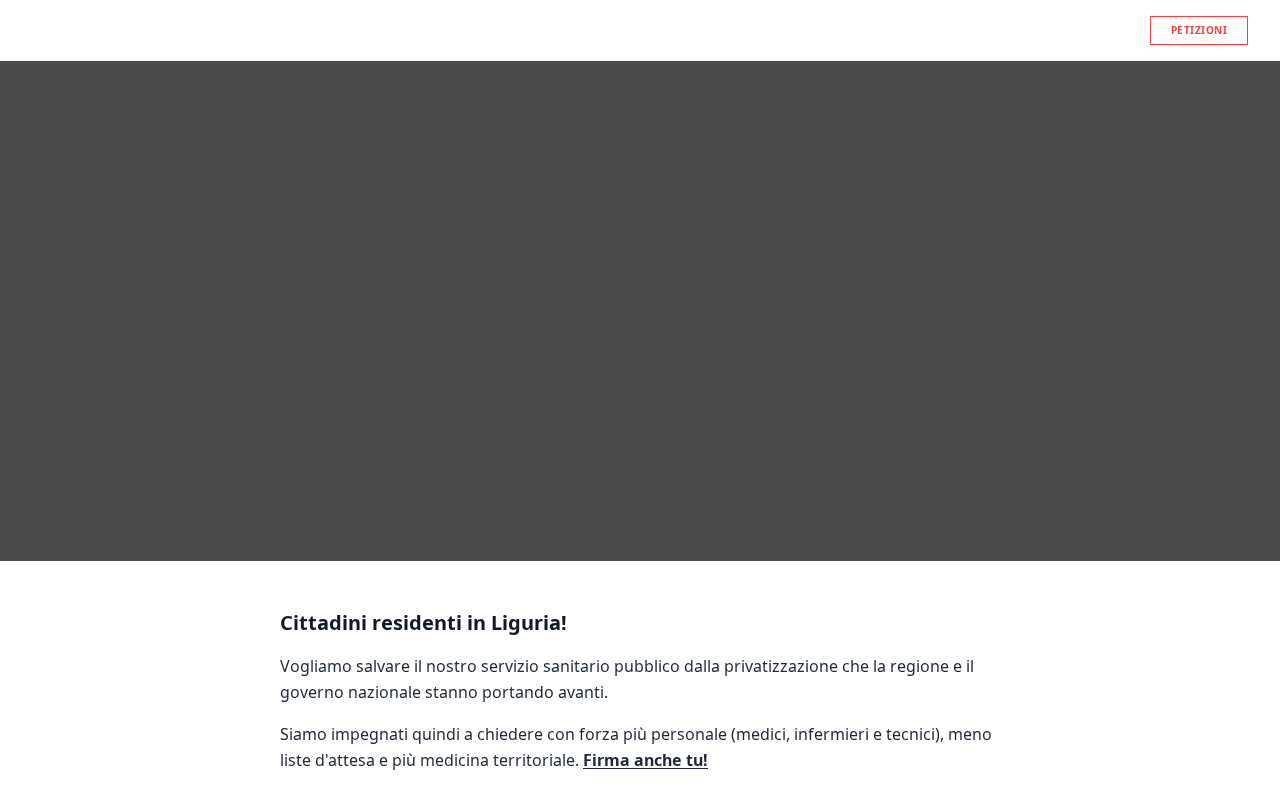 PETIZIONI
Cittadini residenti in Liguria!
Vogliamo salvare il nostro servizio sanitario pubblico dalla privatizzazione che la regione e il
governo nazionale stanno portando avanti.
Siamo impegnati quindi a chiedere con forza più personale (medici, infermieri e tecnici), meno
liste d'attesa e più medicina territoriale. Firma anche tu!